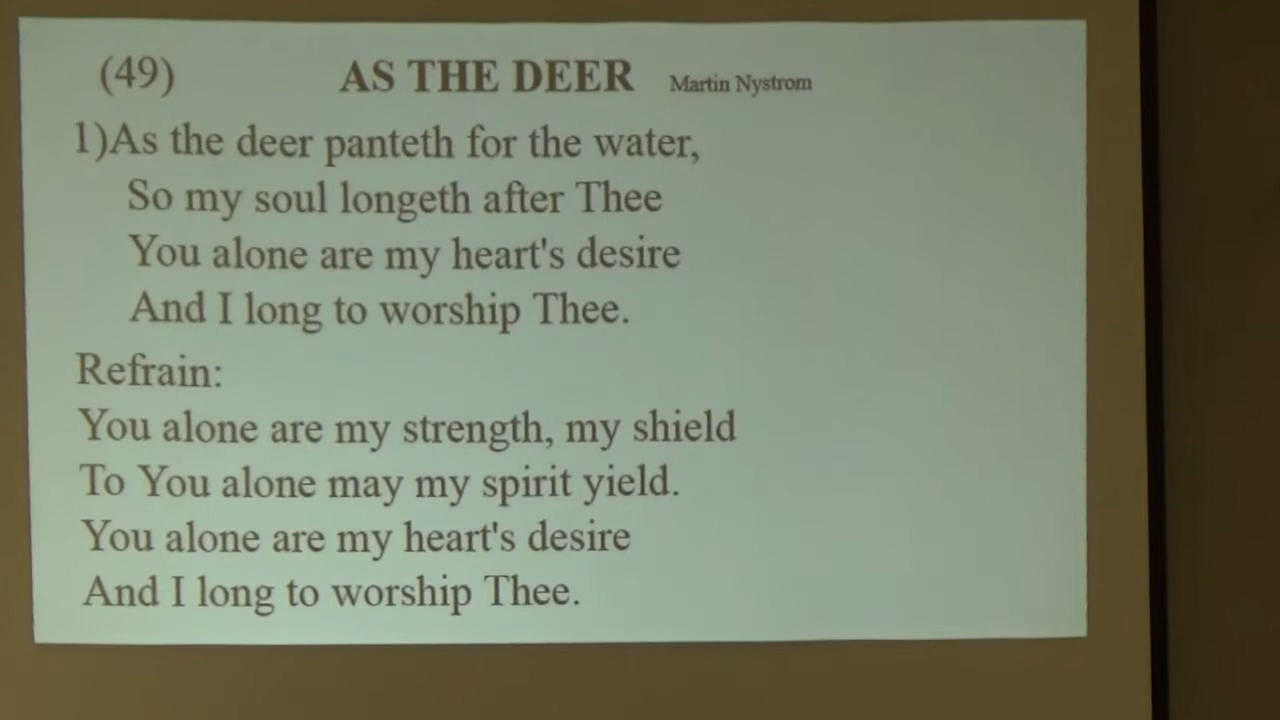 (49) AS THE DEER Martin Nystrom
1)As the deer panteth for the water,
So my soul longeth after Thee
You alone are my heart's desire
And I long to worship Thee.
Refrain:
You alone are my strength, my shield
To You alone may my spirit yield.
You alone are my heart's desire
And I long to worship Thee.